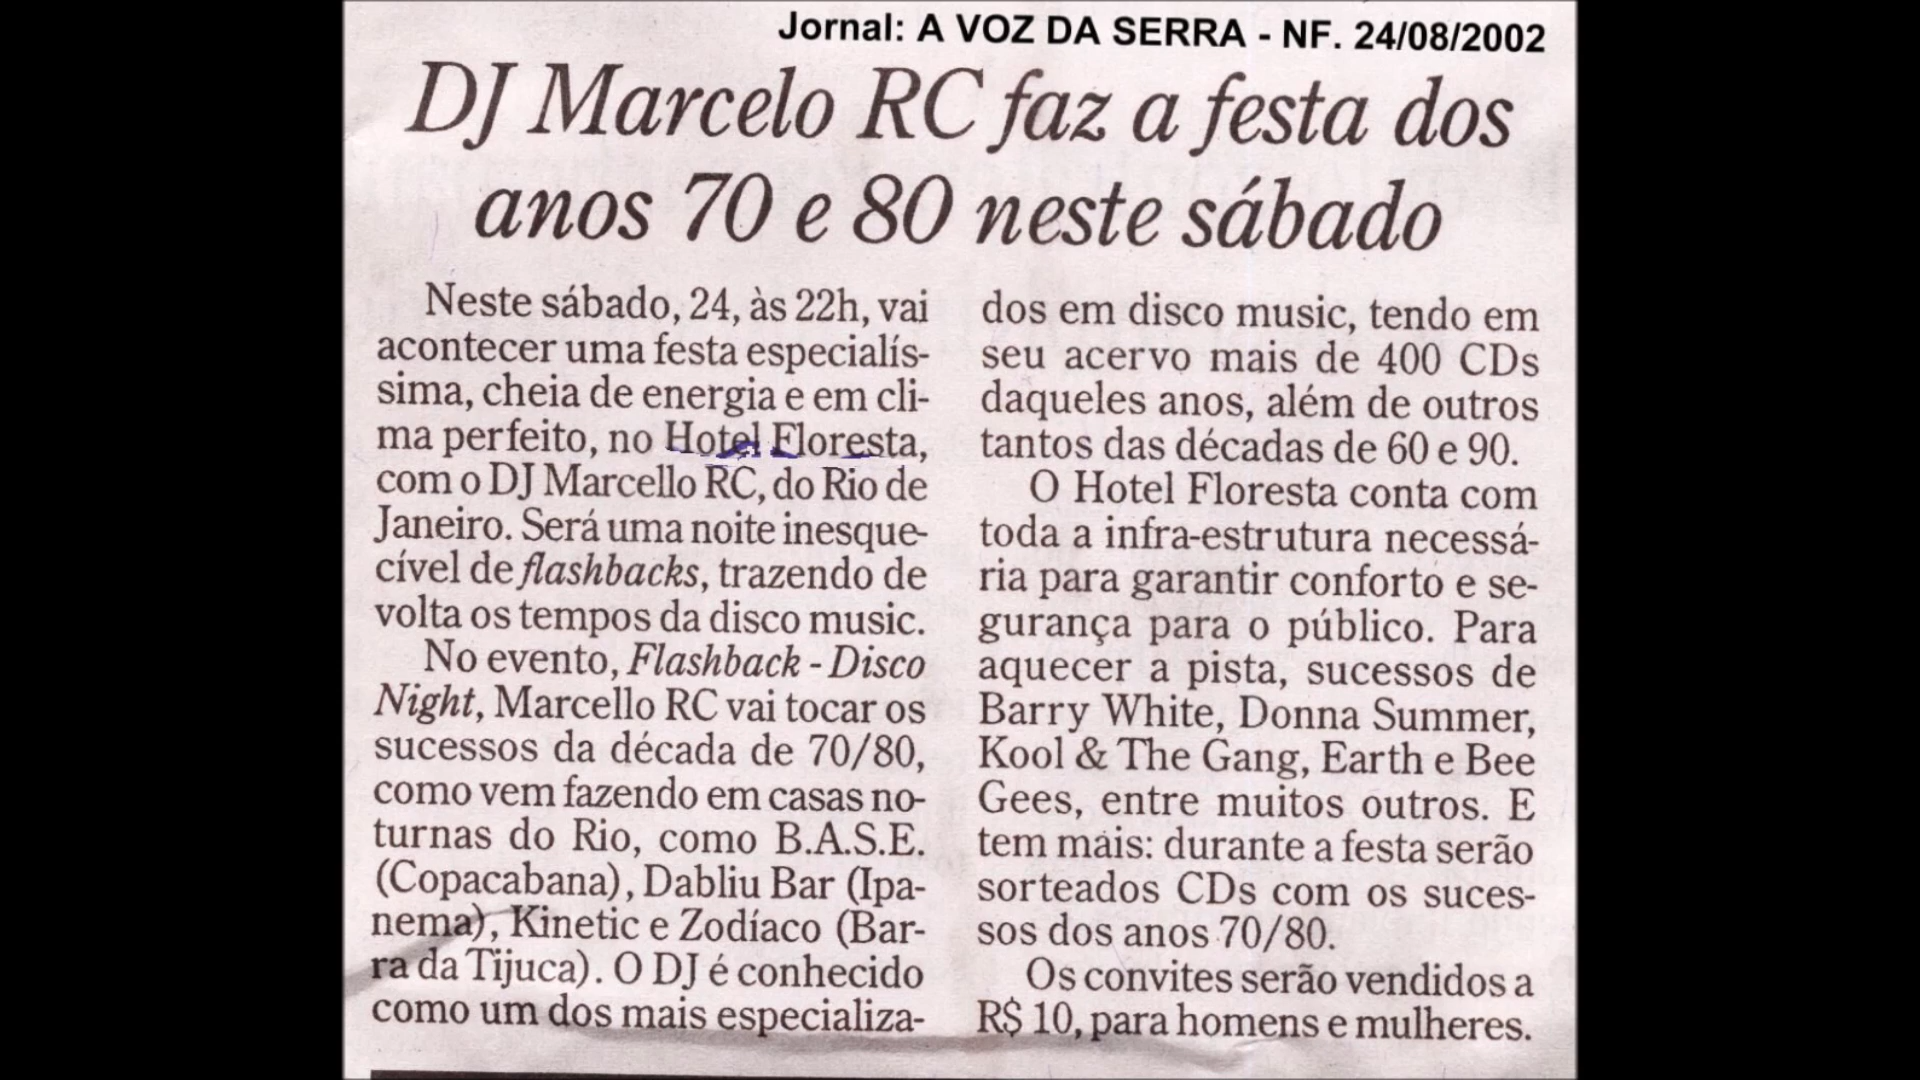 Jornal: A VOZ DA SERRA - NF. 24/08/2002
DJ Marcelo RC faz a festa dos
anos 70 e 80 neste sábado
Neste sábado, 24, às 22h, vai
acontecer uma festa especialís-
sima, cheia de energia e em cli-
ma perfeito, no Hotel Floresta,
com o DJ Marcello RC, do Rio de
Janeiro. Será uma noite inesque-
cível de flashbacks, trazendo de
volta os tempos da disco music.
No evento, Flashback - Disco
Night, Marcello RC vai tocar os
sucessos da década de 70/80,
como vem fazendo em casas no-
turnas do Rio, como B.A.S.E.
(Copacabana), Dabliu Bar (Ipa-
nema), Kinetic e Zodíaco (Bar-
ra da Tijuca). O DJ é conhecido
como um dos mais especializa-
dos em disco music, tendo em
seu acervo mais de 400 CDs
daqueles anos, além de outros
tantos das décadas de 60 e 90.
O Hotel Floresta conta com
toda a infra-estrutura necessá-
ria para garantir conforto e se-
gurança para o público. Para
aquecer a pista, sucessos de
Barry White, Donna Summer,
Kool & The Gang, Earth e Bee
Gees, entre muitos outros. E
tem mais: durante a festa serão
sorteados CDs com os suces-
sos dos anos 70/80.
Os convites serão vendidos a
R$ 10, para homens e mulheres.